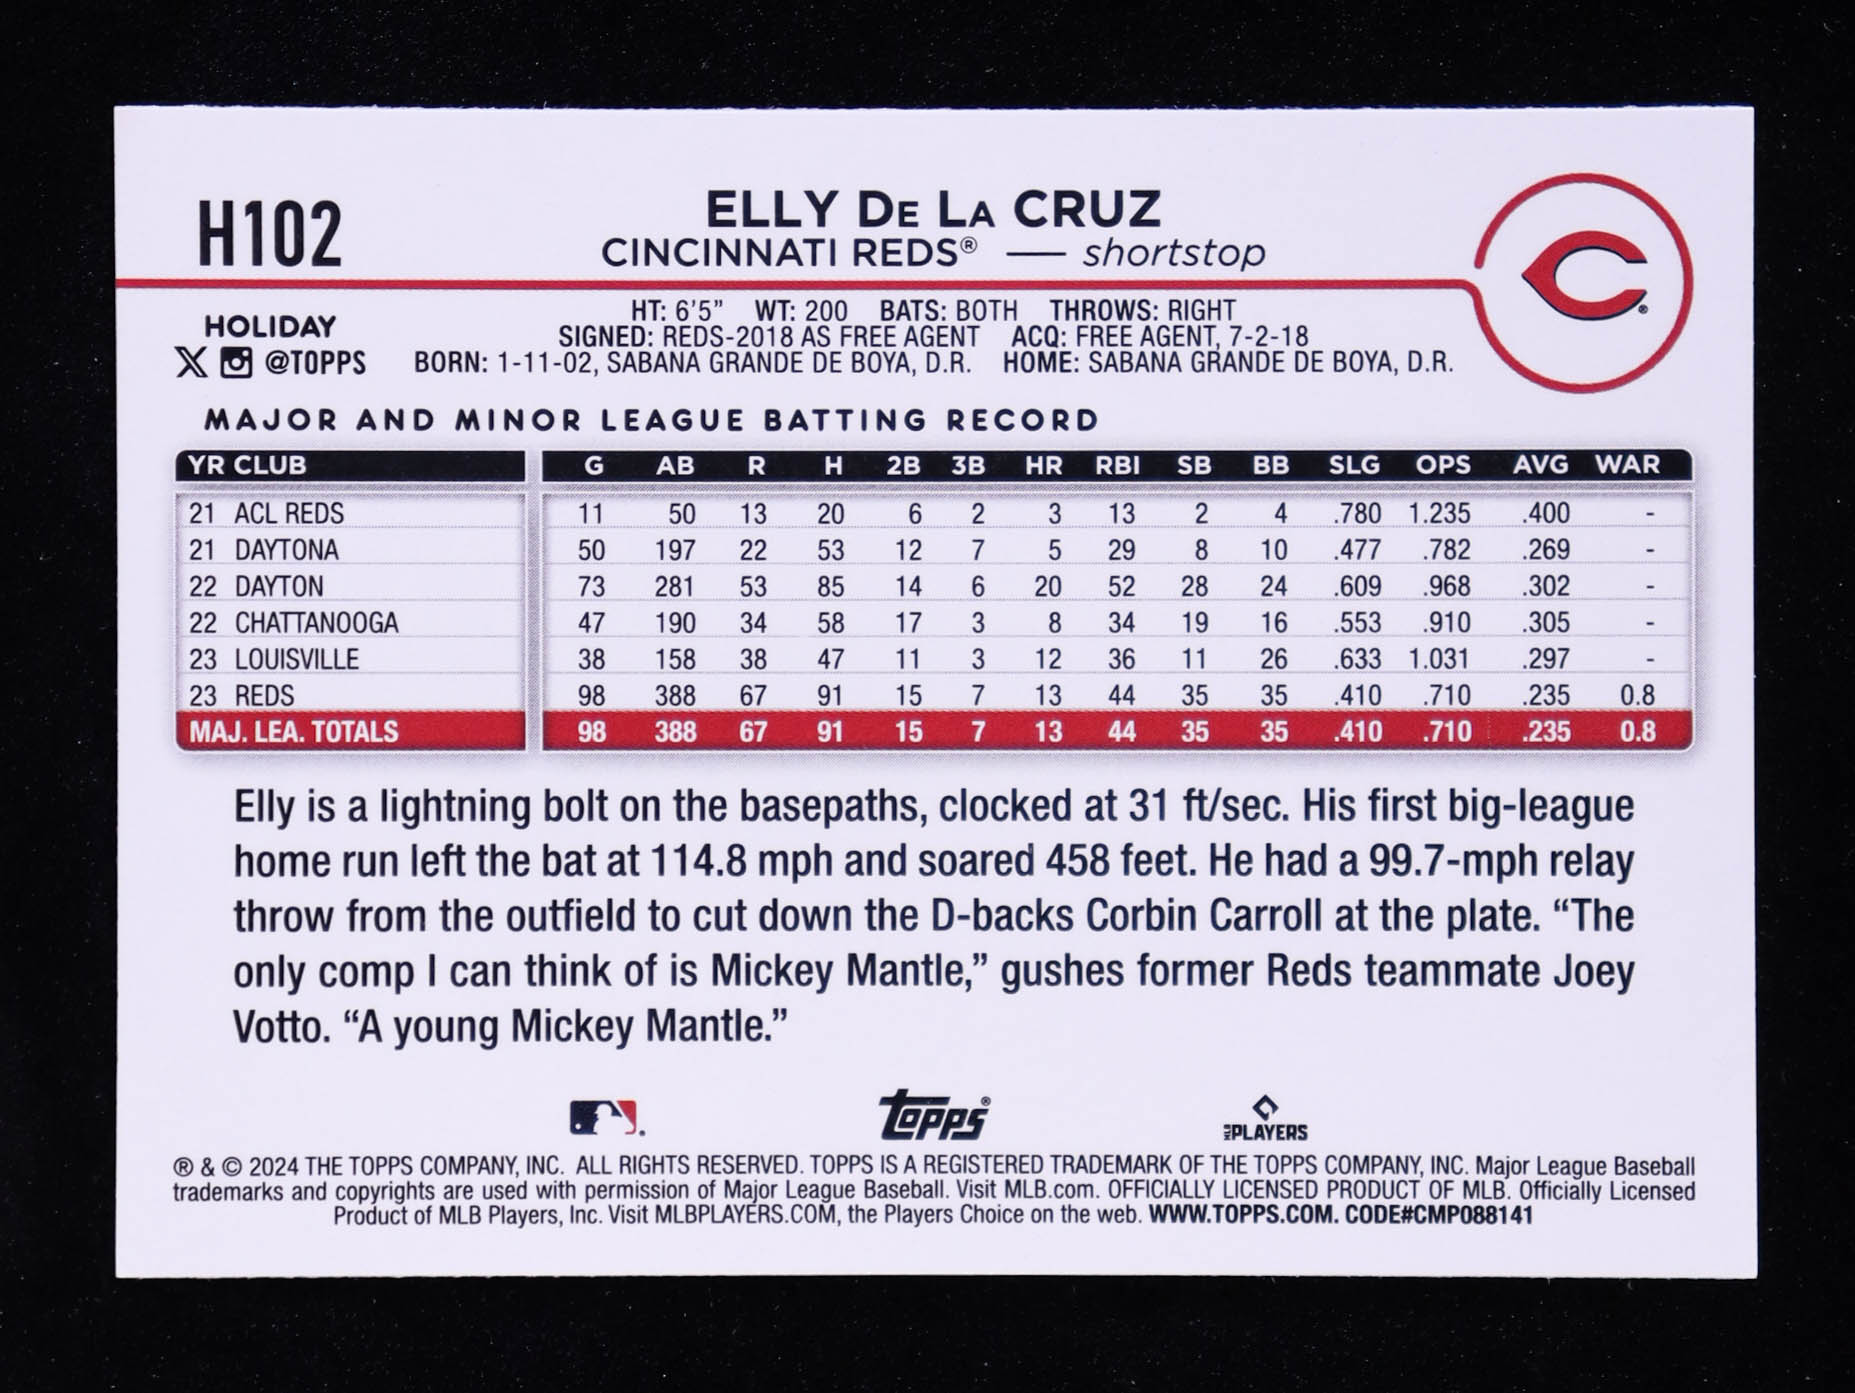 H102
ELLY DE LA CRUZ
CINCINNATI REDS® — shortstop
HOLIDAY
@TOPPS
HT: 6'5" WT: 200 BATS: BOTH THROWS: RIGHT
SIGNED: REDS-2018 AS FREE AGENT ACQ: FREE AGENT, 7-2-18
BORN: 1-11-02, SABANA GRANDE DE BOYA, D.R. HOME: SABANA GRANDE DE BOYA, D.R.
C®
MAJOR AND MINOR LEAGUE BATTING RECORD
YR CLUB G AB R H 2B 3B HR RBI SB BB SLG OPS AVG WAR
21 ACL REDS 11 50 13 20 6 2 3 13 2 4 .780 1.235 .400 -
21 DAYTONA 50 197 22 53 12 7 5 29 8 10 .477 .782 .269 -
22 DAYTON 73 281 53 85 14 6 20 52 28 24 .609 .968 .302 -
22 CHATTANOOGA 47 190 34 58 17 3 8 34 19 16 .553 .910 .305 -
23 LOUISVILLE 38 158 38 47 11 3 12 36 11 26 .633 1.031 .297 -
23 REDS 98 388 67 91 15 7 13 44 35 35 .410 .710 .235 0.8
MAJ. LEA. TOTALS 98 388 67 91 15 7 13 44 35 35 .410 .710 .235 0.8
Elly is a lightning bolt on the basepaths, clocked at 31 ft/sec. His first big-league
home run left the bat at 114.8 mph and soared 458 feet. He had a 99.7-mph relay
throw from the outfield to cut down the D-backs Corbin Carroll at the plate. “The
only comp I can think of is Mickey Mantle,” gushes former Reds teammate Joey
Votto. “A young Mickey Mantle.”
Topps® MLB PLAYERS
® & © 2024 THE TOPPS COMPANY, INC. ALL RIGHTS RESERVED. TOPPS IS A REGISTERED TRADEMARK OF THE TOPPS COMPANY, INC. Major League Baseball
trademarks and copyrights are used with permission of Major League Baseball. Visit MLB.com. OFFICIALLY LICENSED PRODUCT OF MLB. Officially Licensed
Product of MLB Players, Inc. Visit MLBPLAYERS.COM, the Players Choice on the web. WWW.TOPPS.COM. CODE#CMP088141